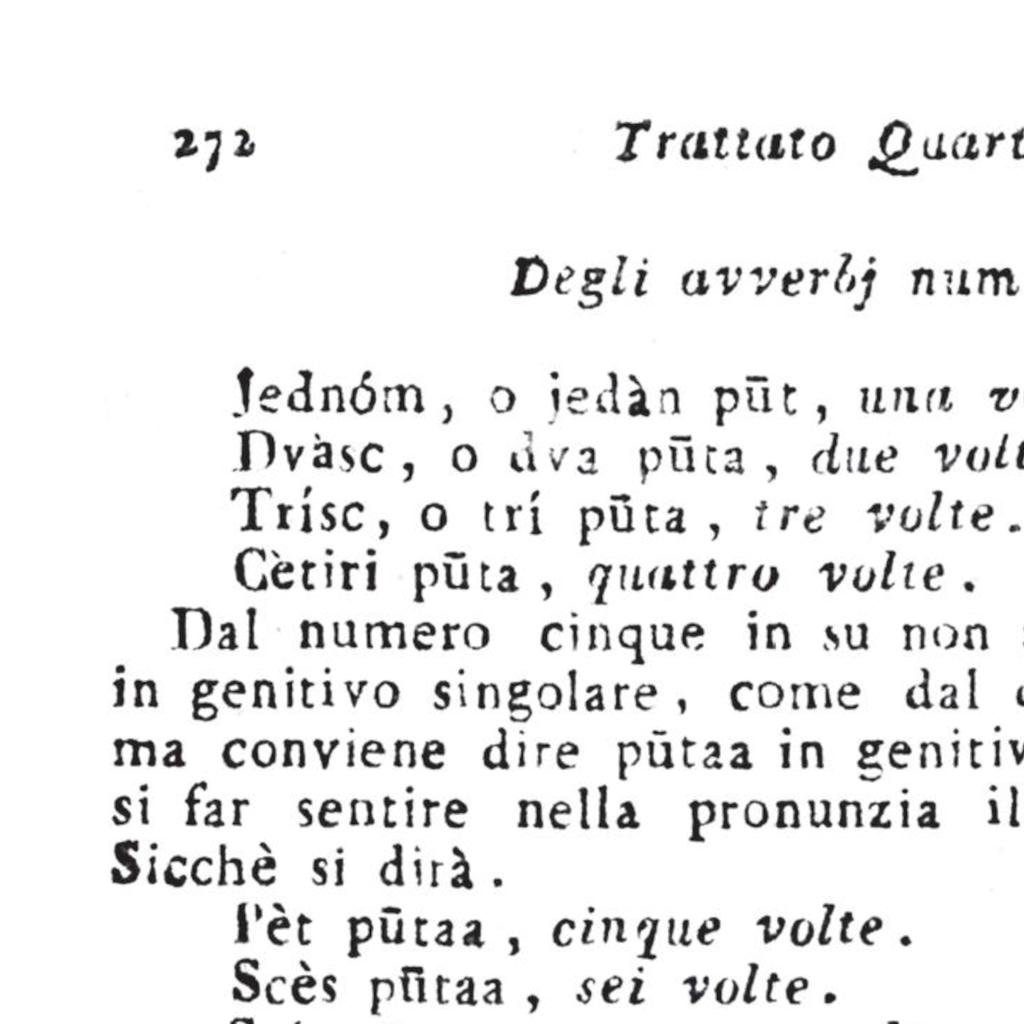 272 Trattato Quart
Degli avverbj num
Jednóm, o jedàn pūt, una v
Dvàsc, o dva pūta, due volt
Trísc, o trí pūta, tre volte.
Cètiri pūta, quattro volte.
Dal numero cinque in su non
in genitivo singolare, come dal
ma conviene dire pūtaa in genitiv
si far sentire nella pronunzia il
Sicchè si dirà.
Pèt pūtaa, cinque volte.
Scès pūtaa, sei volte.